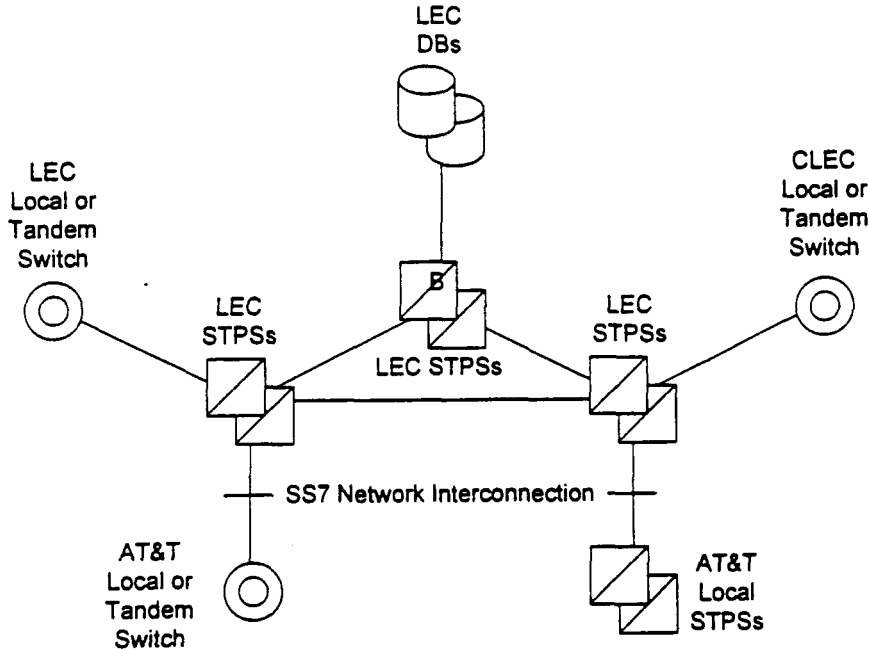 LEC
DBs
LEC
Local or
Tandem
Switch
CLEC
Local or
Tandem
Switch
B
LEC
STPSs
LEC
STPSs
LEC STPSs
SS7 Network Interconnection
AT&T
Local or
Tandem
Switch
AT&T
Local
STPSs